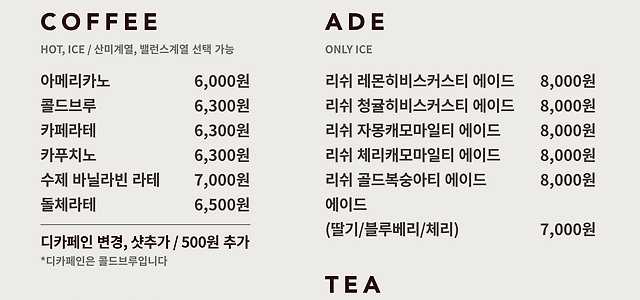 COFFEE
HOT, ICE / 산미계열, 밸런스계열 선택 가능
아메리카노 6,000원
콜드브루 6,300원
카페라테 6,300원
카푸치노 6,300원
수제 바닐라빈 라테 7,000원
돌체라테 6,500원
디카페인 변경, 샷추가 / 500원 추가
*디카페인은 콜드브루입니다
ADE
ONLY ICE
리쉬 레몬히비스커스티 에이드 8,000원
리쉬 청귤히비스커스티 에이드 8,000원
리쉬 자몽캐모마일티 에이드 8,000원
리쉬 체리캐모마일티 에이드 8,000원
리쉬 골드복숭아티 에이드 8,000원
에이드
(딸기/블루베리/체리) 7,000원
TEA